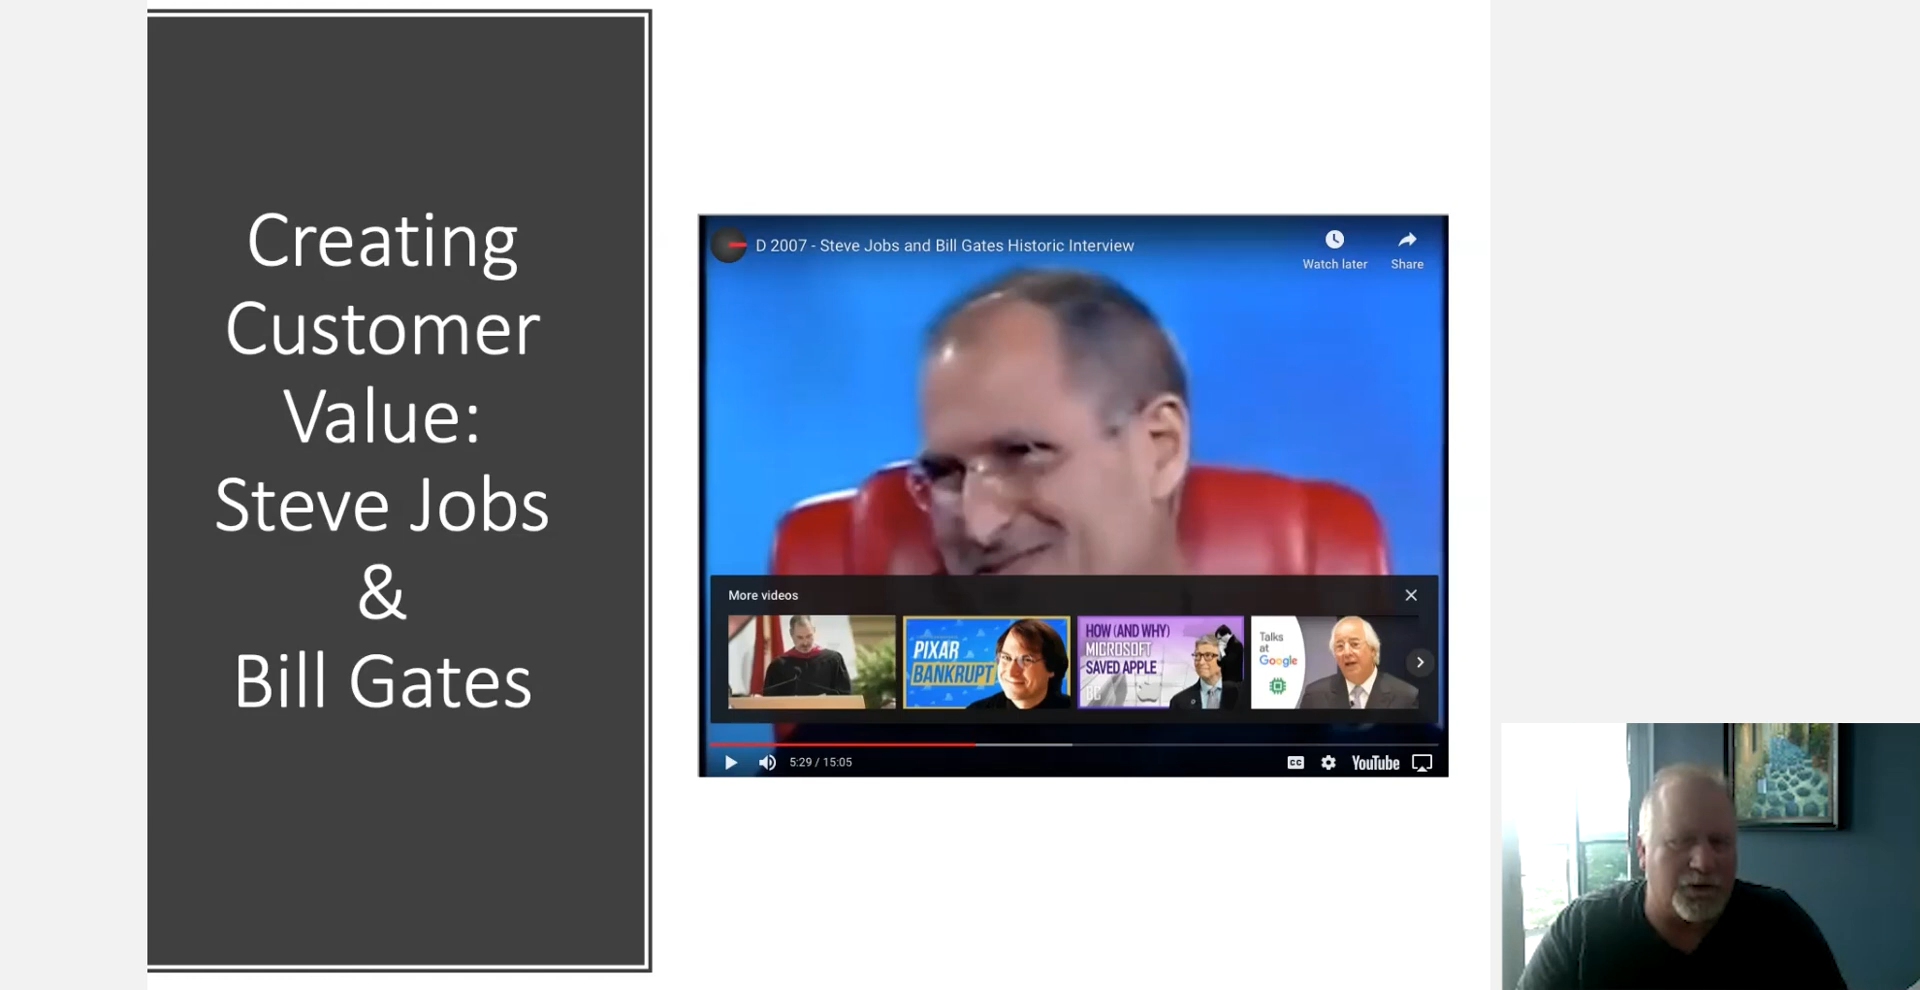 Creating
Customer
Value:
Steve Jobs
&
Bill Gates
D 2007 - Steve Jobs and Bill Gates Historic Interview
Watch later
Share
More videos
PIXAR
BANKRUPT
HOW (AND WHY)
MICROSOFT
SAVED APPLE
BC
Talks
at
Google
5:29 / 15:05
CC
YouTube